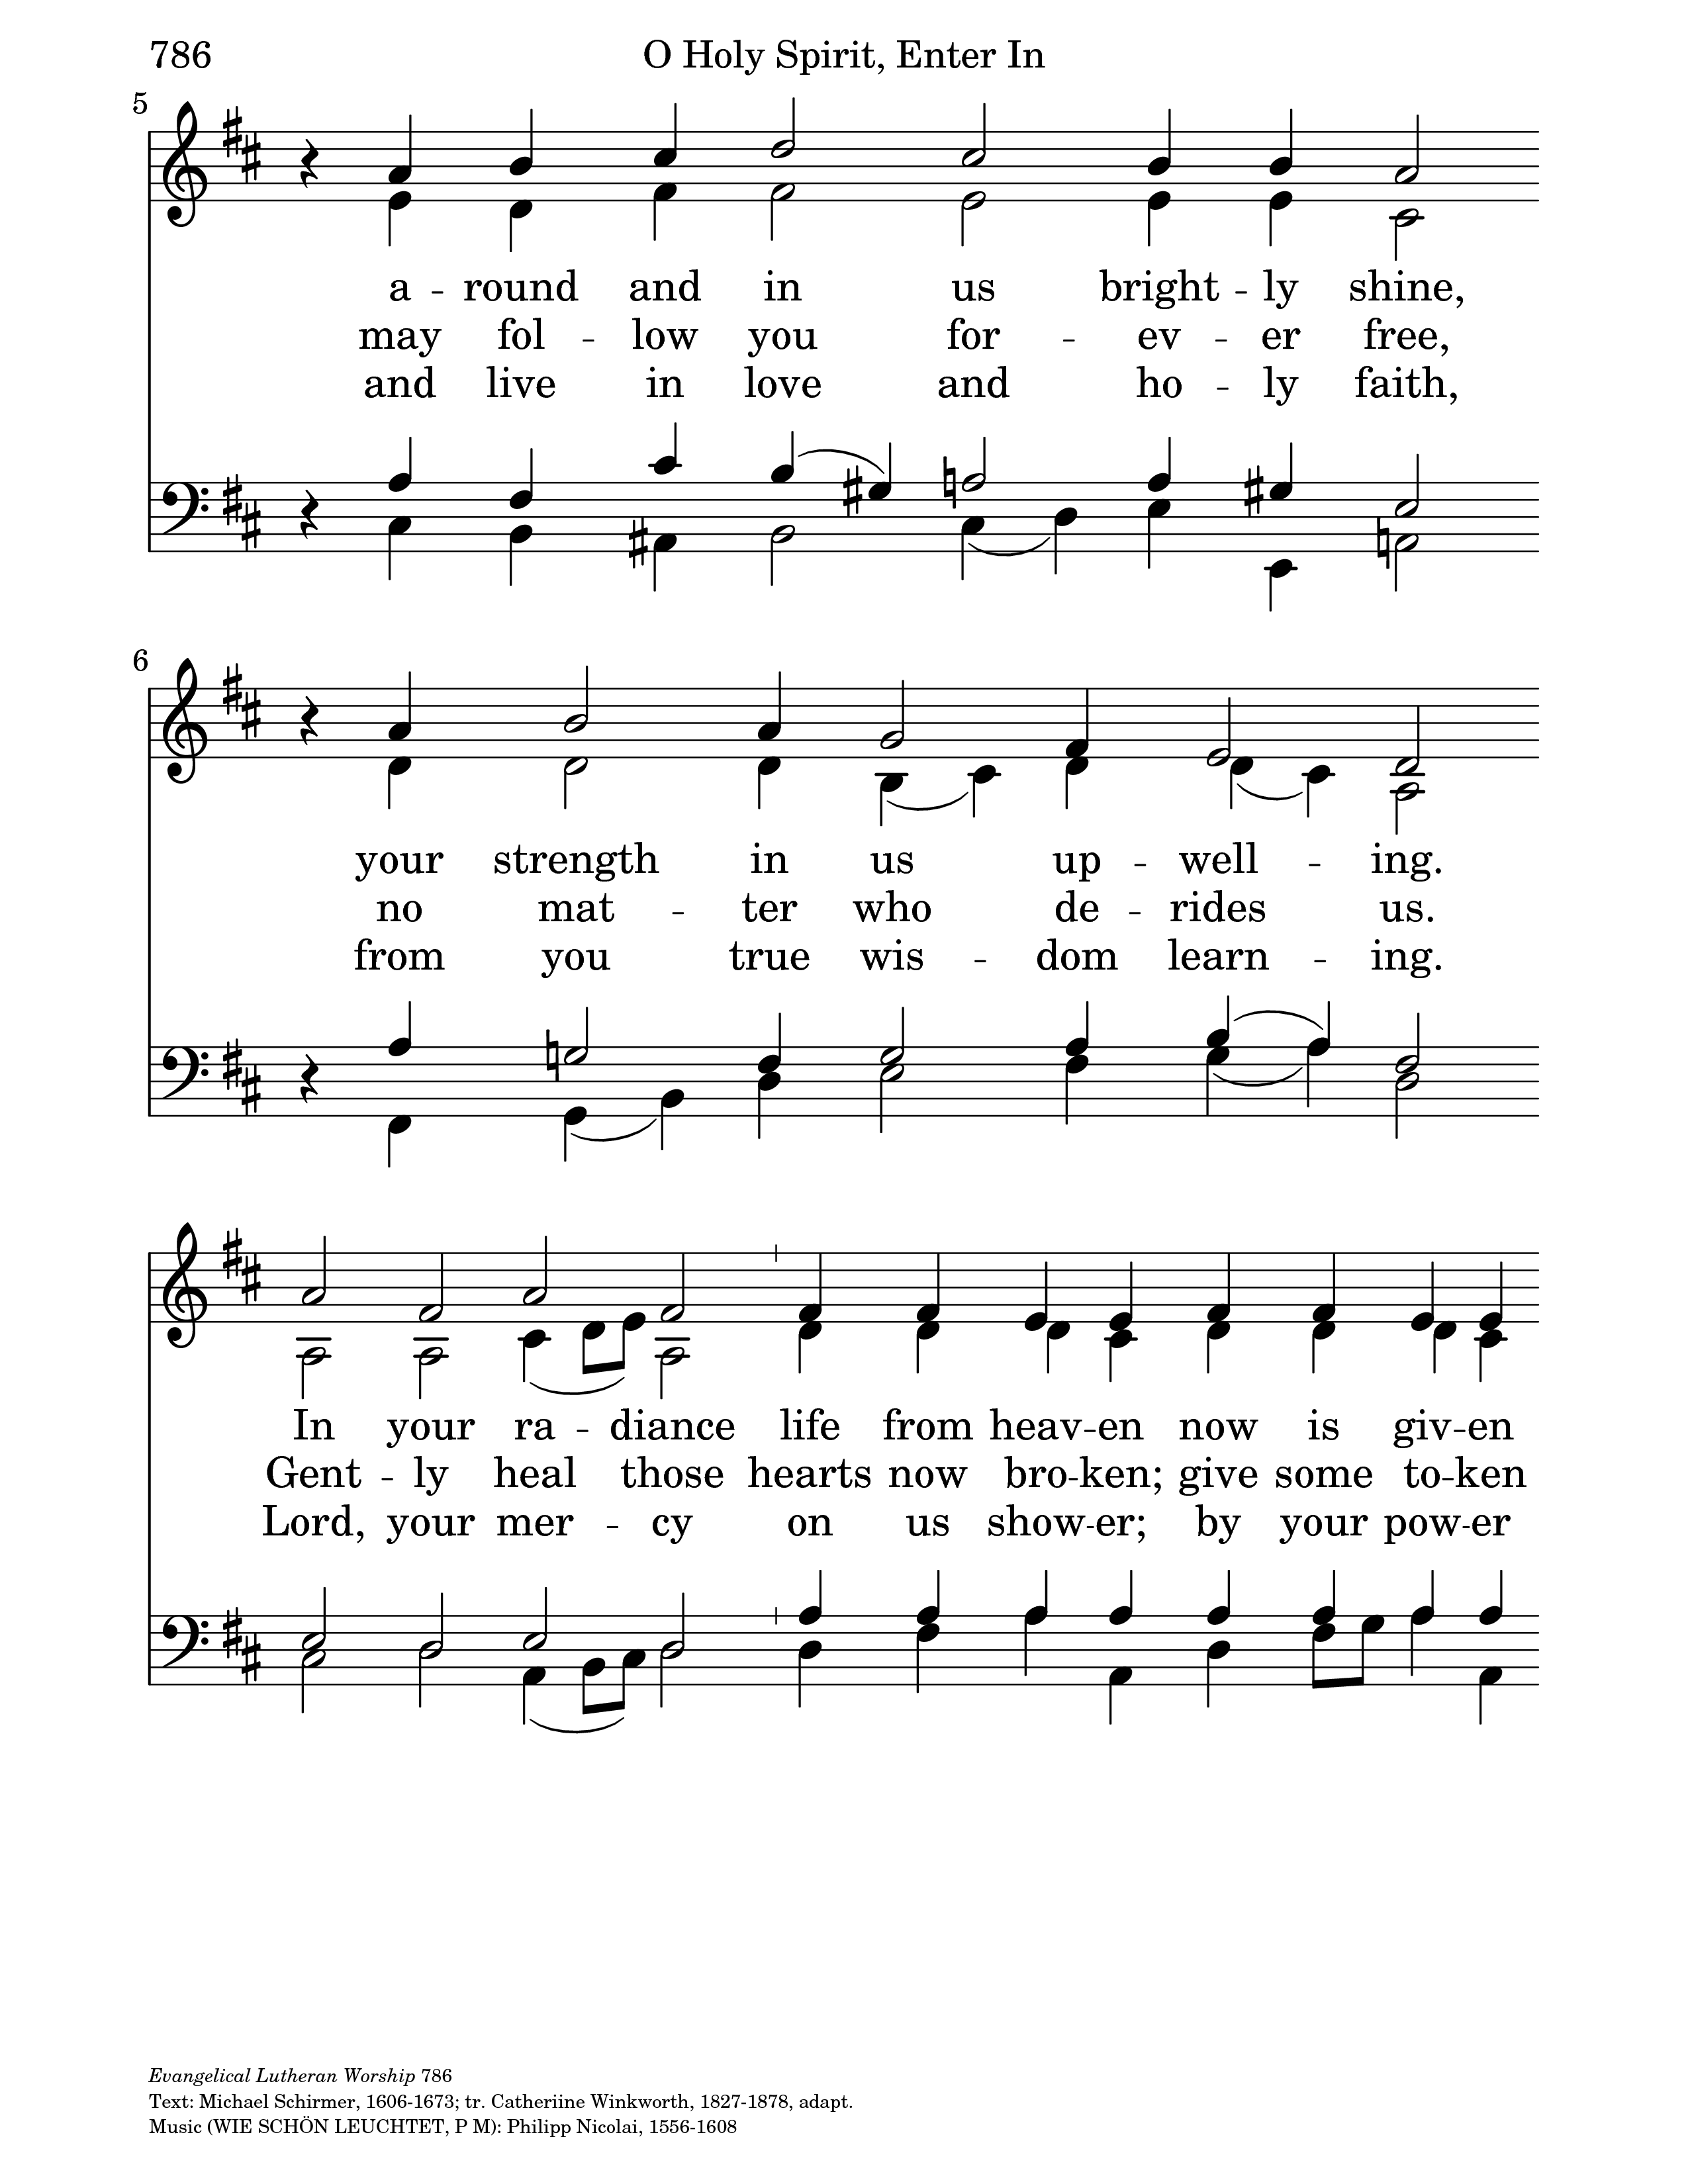 786 O Holy Spirit, Enter In
5
a -- round and in us bright -- ly shine,
may fol -- low you for -- ev -- er free,
and live in love and ho -- ly faith,
6
your strength in us up -- well -- ing.
no mat -- ter who de -- rides us.
from you true wis -- dom learn -- ing.
In your ra -- diance life from heav -- en now is giv -- en
Gent -- ly heal those hearts now bro -- ken; give some to -- ken
Lord, your mer -- cy on us show -- er; by your pow -- er
Evangelical Lutheran Worship 786
Text: Michael Schirmer, 1606-1673; tr. Catheriine Winkworth, 1827-1878, adapt.
Music (WIE SCHÖN LEUCHTET, P M): Philipp Nicolai, 1556-1608